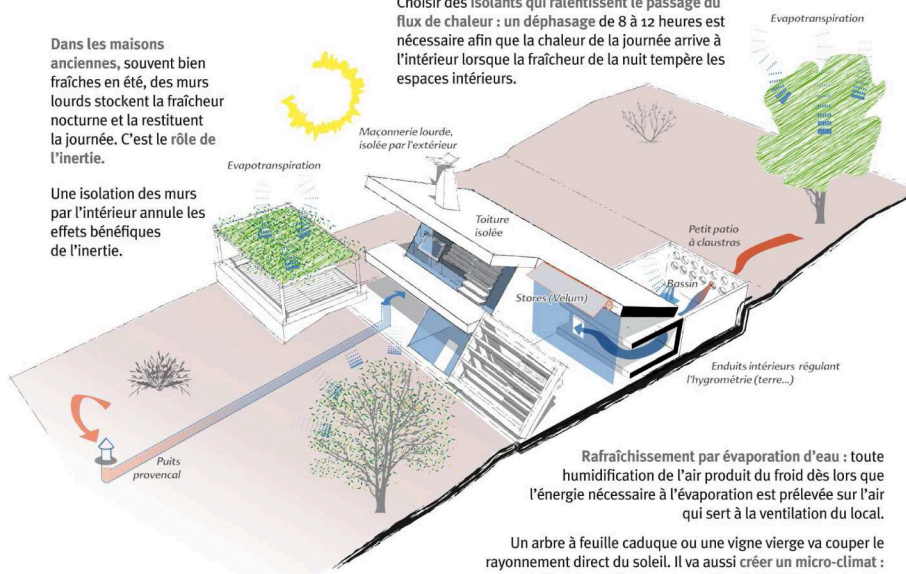 Choisir des isolants qui ralentissent le passage du
flux de chaleur : un déphasage de 8 à 12 heures est
nécessaire afin que la chaleur de la journée arrive à
l'intérieur lorsque la fraîcheur de la nuit tempère les
espaces intérieurs.
Evapotranspiration
Dans les maisons
anciennes, souvent bien
fraîches en été, des murs
lourds stockent la fraîcheur
nocturne et la restituent
la journée. C'est le rôle de
l'inertie.
Une isolation des murs
par l'intérieur annule les
effets bénéfiques
de l'inertie.
Maçonnerie lourde,
isolée par l'extérieur
Evapotranspiration
Toiture
isolée
Petit patio
à claustras
Bassin
Stores (Velum)
Enduits intérieurs régulant
l'hygrométrie (terre...)
Puits
provencal
Rafraîchissement par évaporation d'eau : toute
humidification de l'air produit du froid dès lors que
l'énergie nécessaire à l'évaporation est prélevée sur l'air
qui sert à la ventilation du local.
Un arbre à feuille caduque ou une vigne vierge va couper le
rayonnement direct du soleil. Il va aussi créer un micro-climat :